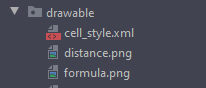 drawable
cell_style.xml
distance.png
formula.png